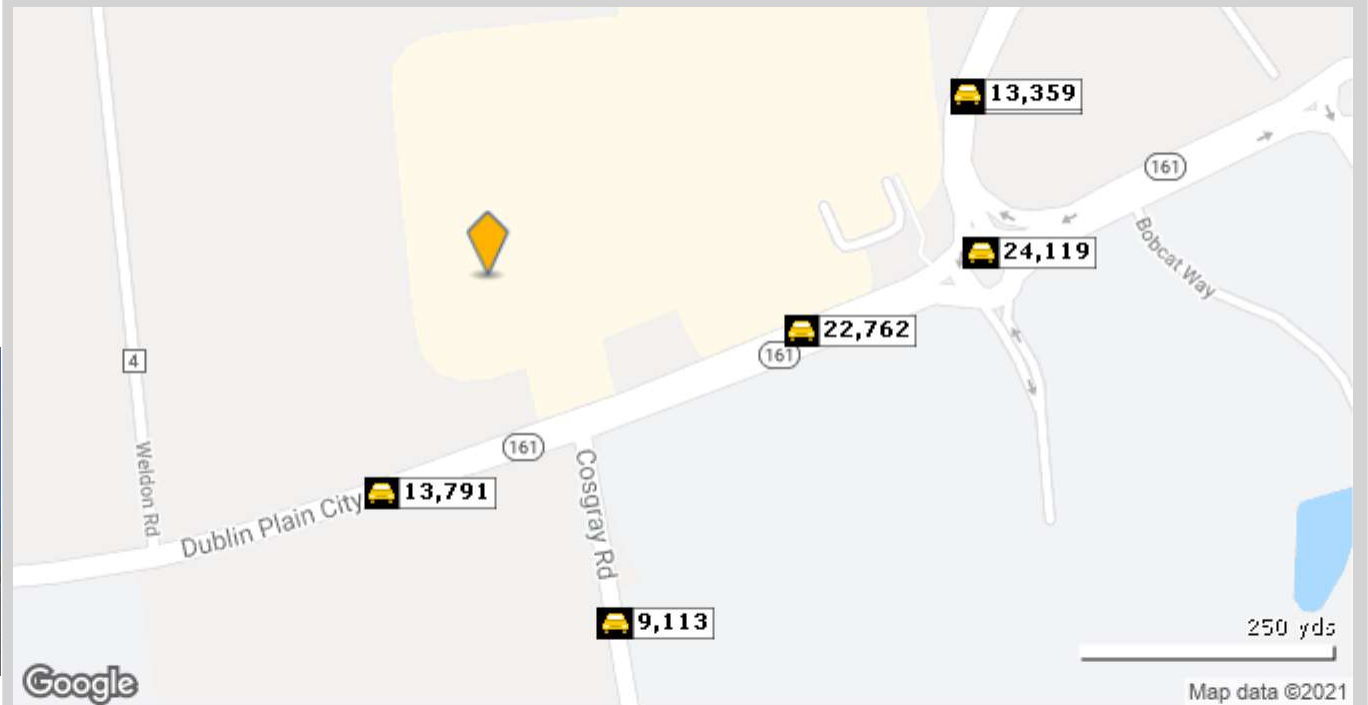 13,359
161
Bobcat Way
24,119
22,762
161
4
Weldon Rd
161
Cosgray Rd
13,791
Dublin Plain City
9,113
250 yds
Google
Map data ©2021